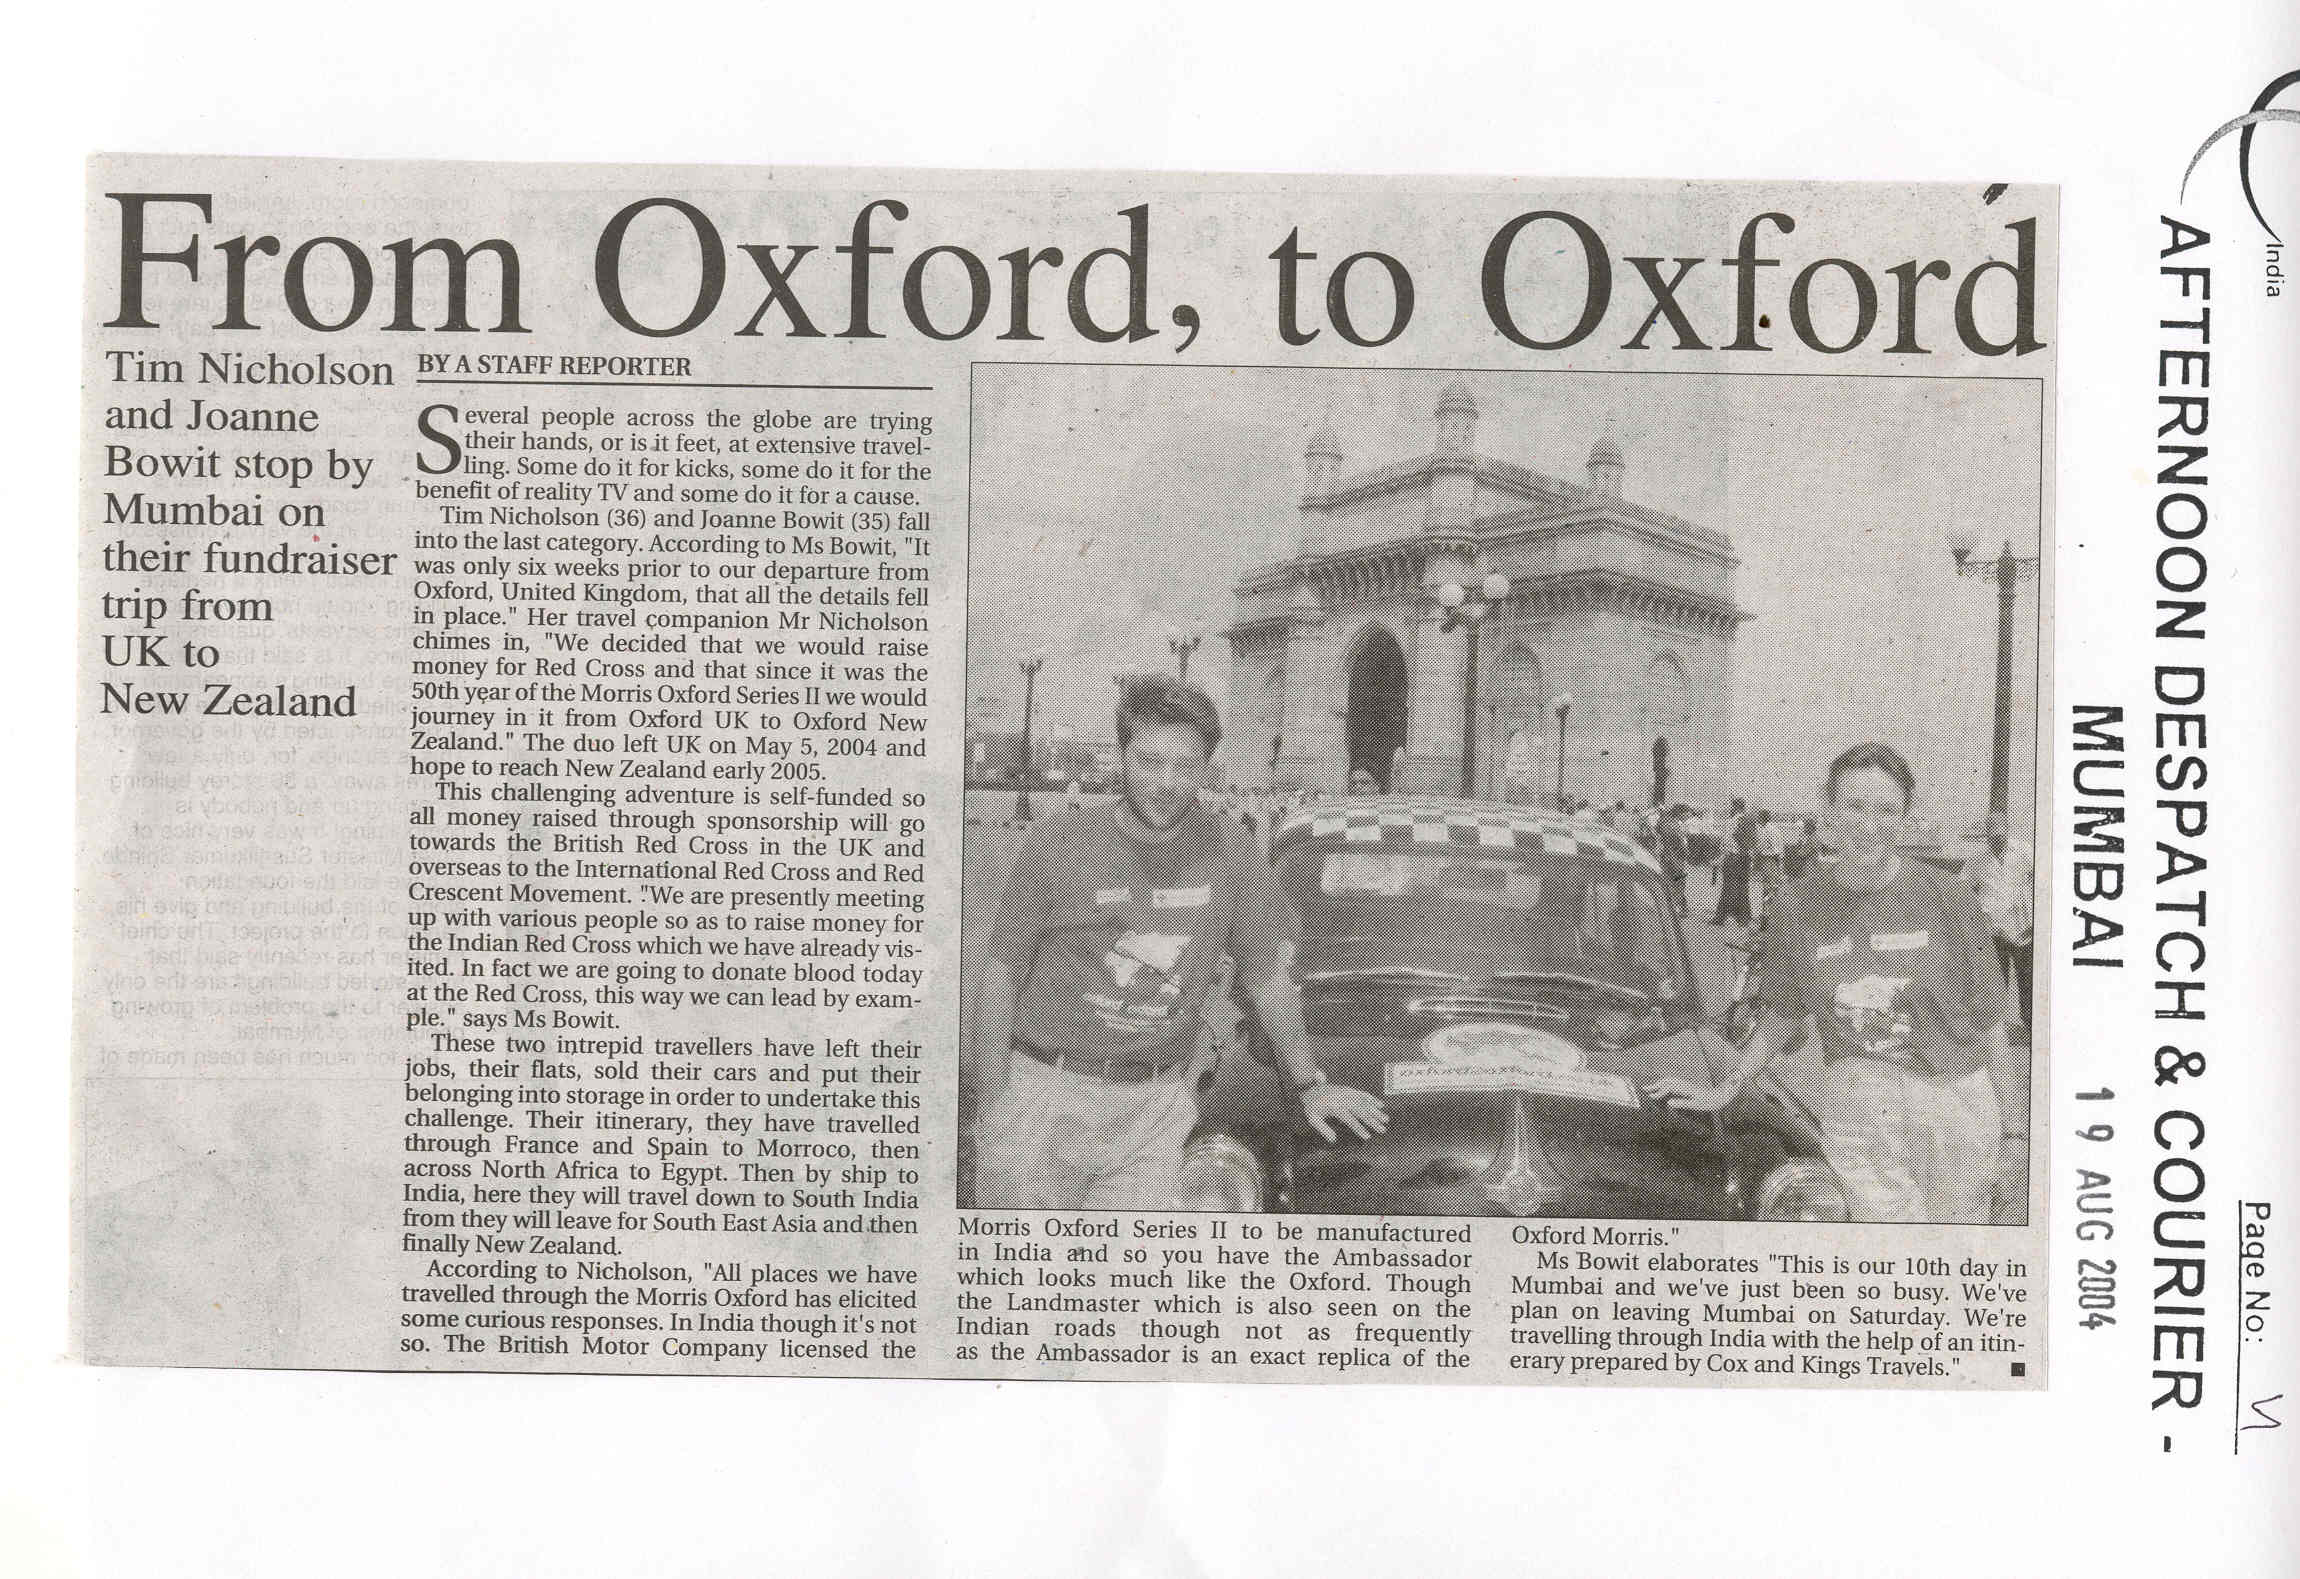 From Oxford, to Oxford
Tim Nicholson
and Joanne
Bowit stop by
Mumbai on
their fundraiser
trip from
UK to
New Zealand
BY A STAFF REPORTER
Several people across the globe are trying
their hands, or is it feet, at extensive travel-
ling. Some do it for kicks, some do it for the
benefit of reality TV and some do it for a cause.
Tim Nicholson (36) and Joanne Bowit (35) fall
into the last category. According to Ms Bowit, "It
was only six weeks prior to our departure from
Oxford, United Kingdom, that all the details fell
in place." Her travel companion Mr Nicholson
chimes in, "We decided that we would raise
money for Red Cross and that since it was the
50th year of the Morris Oxford Series II we would
journey in it from Oxford UK to Oxford New
Zealand." The duo left UK on May 5, 2004 and
hope to reach New Zealand early 2005.
This challenging adventure is self-funded so
all money raised through sponsorship will go
towards the British Red Cross in the UK and
overseas to the International Red Cross and Red
Crescent Movement. "We are presently meeting
up with various people so as to raise money for
the Indian Red Cross which we have already vis-
ited. In fact we are going to donate blood today
at the Red Cross, this way we can lead by exam-
ple." says Ms Bowit.
These two intrepid travellers have left their
jobs, their flats, sold their cars and put their
belonging into storage in order to undertake this
challenge. Their itinerary, they have travelled
through France and Spain to Morroco, then
across North Africa to Egypt. Then by ship to
India, here they will travel down to South India
from they will leave for South East Asia and then
finally New Zealand.
According to Nicholson, "All places we have
travelled through the Morris Oxford has elicited
some curious responses. In India though it's not
so. The British Motor Company licensed the
Morris Oxford Series II to be manufactured
in India and so you have the Ambassador
which looks much like the Oxford. Though
the Landmaster which is also seen on the
Indian roads though not as frequently
as the Ambassador is an exact replica of the
Oxford Morris."
Ms Bowit elaborates "This is our 10th day in
Mumbai and we've just been so busy. We've
plan on leaving Mumbai on Saturday. We're
travelling through India with the help of an itin-
erary prepared by Cox and Kings Travels."
India
AFTERNOON DESPATCH & COURIER -
MUMBAI
19 AUG 2004
Page No: